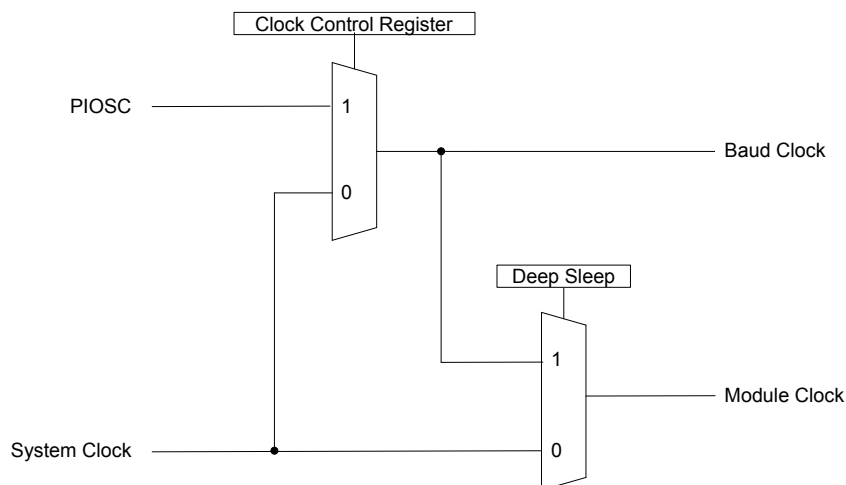 Clock Control Register
PIOSC
1
Baud Clock
0
Deep Sleep
1
Module Clock
System Clock
0